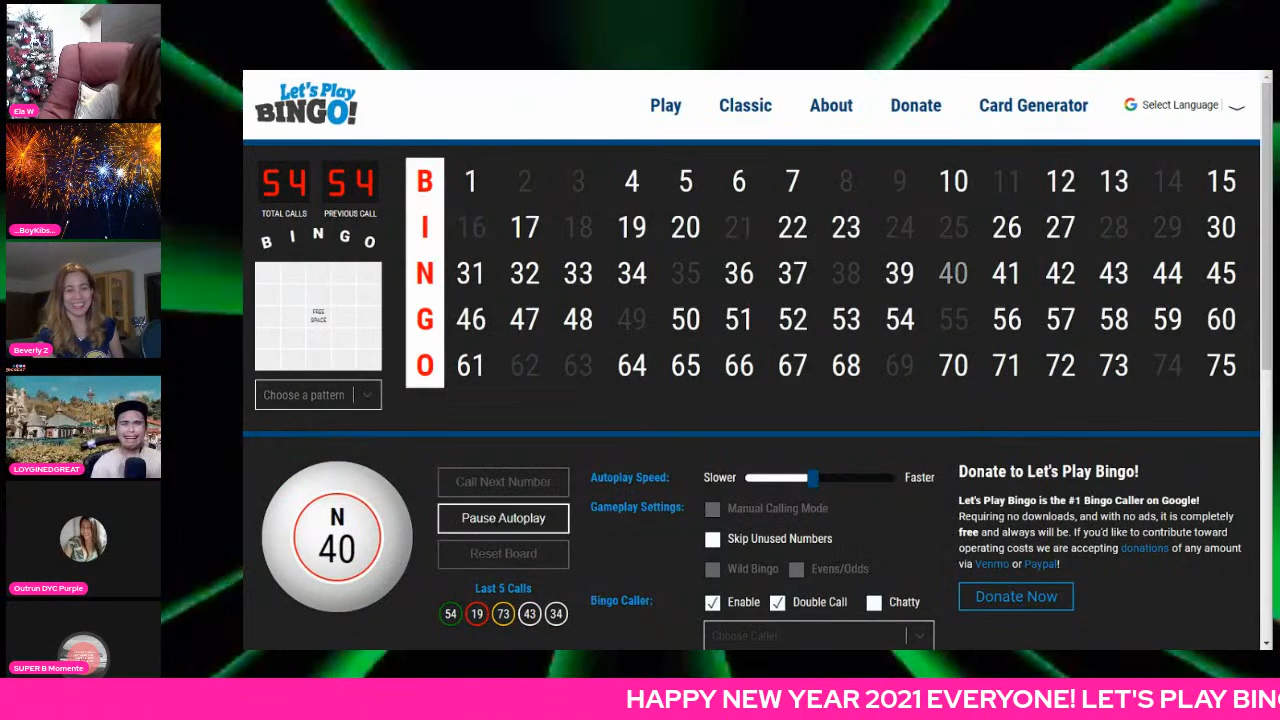 Ela W
...BoyKibs...
Beverly Z
LOYGINEDGREAT
Outrun DYC Purple
SUPER B Momente
Let's Play
BINGO!
Play Classic About Donate Card Generator Select Language
54 54
TOTAL CALLS PREVIOUS CALL
B I N G O
FREE
SPACE
Choose a pattern
B 1 2 3 4 5 6 7 8 9 10 11 12 13 14 15
I 16 17 18 19 20 21 22 23 24 25 26 27 28 29 30
N 31 32 33 34 35 36 37 38 39 40 41 42 43 44 45
G 46 47 48 49 50 51 52 53 54 55 56 57 58 59 60
O 61 62 63 64 65 66 67 68 69 70 71 72 73 74 75
N
40
Call Next Number
Pause Autoplay
Reset Board
Last 5 Calls
54 19 73 43 34
Autoplay Speed: Slower Faster
Gameplay Settings: Manual Calling Mode
Skip Unused Numbers
Wild Bingo Evens/Odds
Bingo Caller: Enable Double Call Chatty
Choose Caller
Donate to Let's Play Bingo!
Let's Play Bingo is the #1 Bingo Caller on Google!
Requiring no downloads, and with no ads, it is completely
free and always will be. If you'd like to contribute toward
operating costs we are accepting donations of any amount
via Venmo or Paypal!
Donate Now
HAPPY NEW YEAR 2021 EVERYONE! LET'S PLAY BING